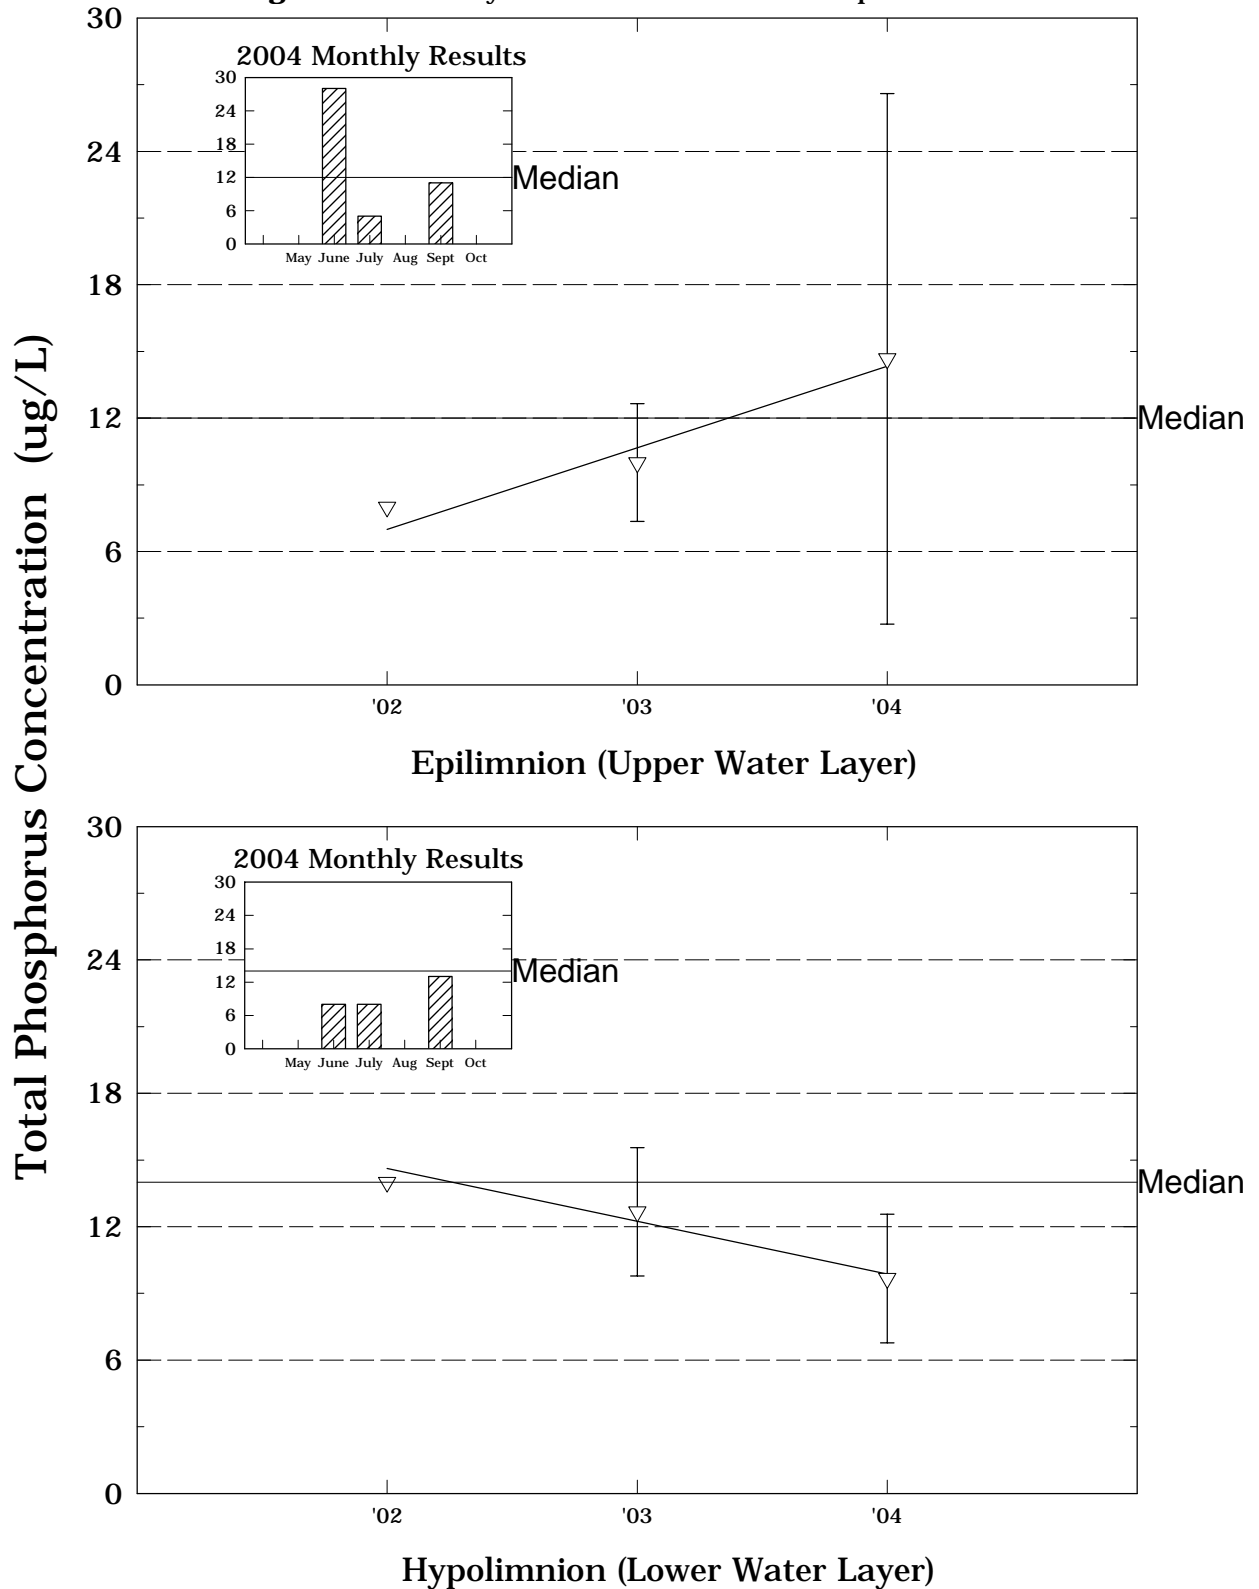 Total Phosphorus Concentration (ug/L)
2004 Monthly Results
30
24
18
12
6
0
Median
May June July Aug Sept Oct
30
24
18
12
6
0
Median
'02 '03 '04
Epilimnion (Upper Water Layer)
2004 Monthly Results
30
24
18
12
6
0
Median
May June July Aug Sept Oct
30
24
18
12
6
0
Median
'02 '03 '04
Hypolimnion (Lower Water Layer)